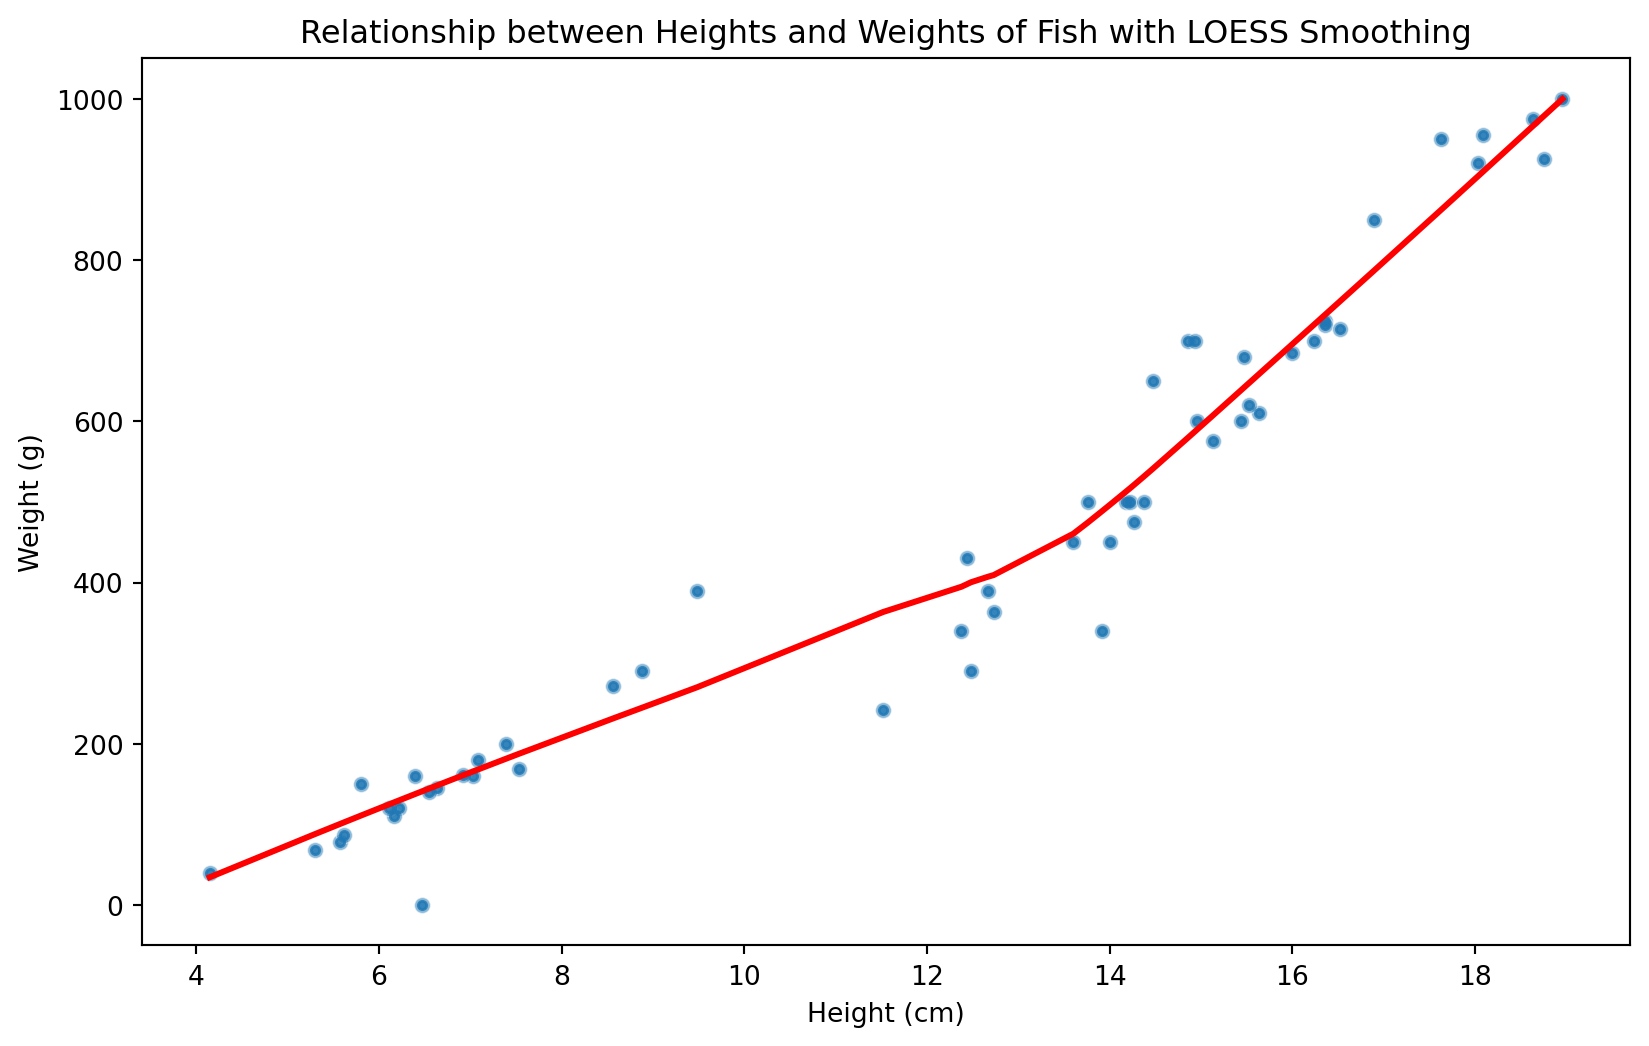 Relationship between Heights and Weights of Fish with LOESS Smoothing
1000
800
600
400
200
0
Weight (g)
4 6 8 10 12 14 16 18
Height (cm)